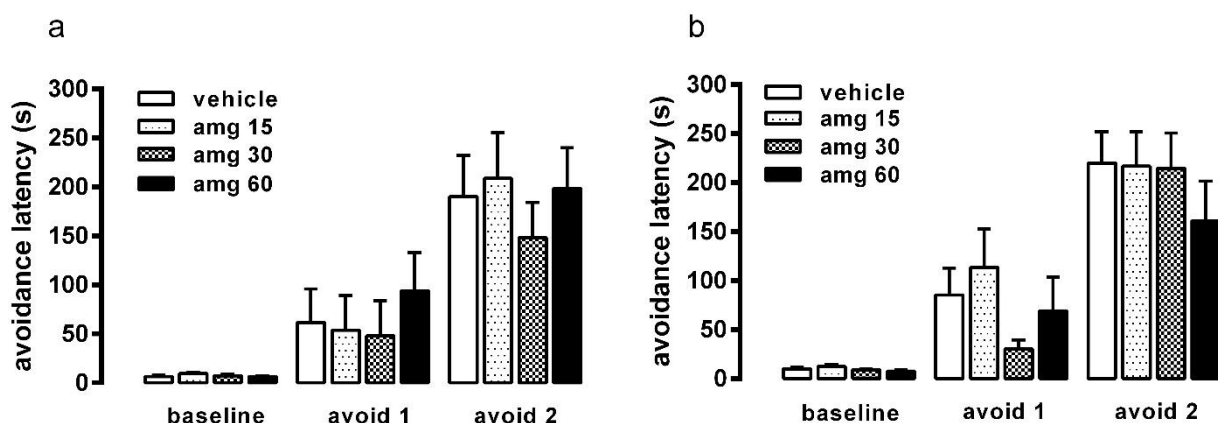 a
avoidance latency (s)
300
250
200
150
100
50
0
vehicle
amg 15
amg 30
amg 60
baseline avoid 1 avoid 2
b
avoidance latency (s)
300
250
200
150
100
50
0
vehicle
amg 15
amg 30
amg 60
baseline avoid 1 avoid 2